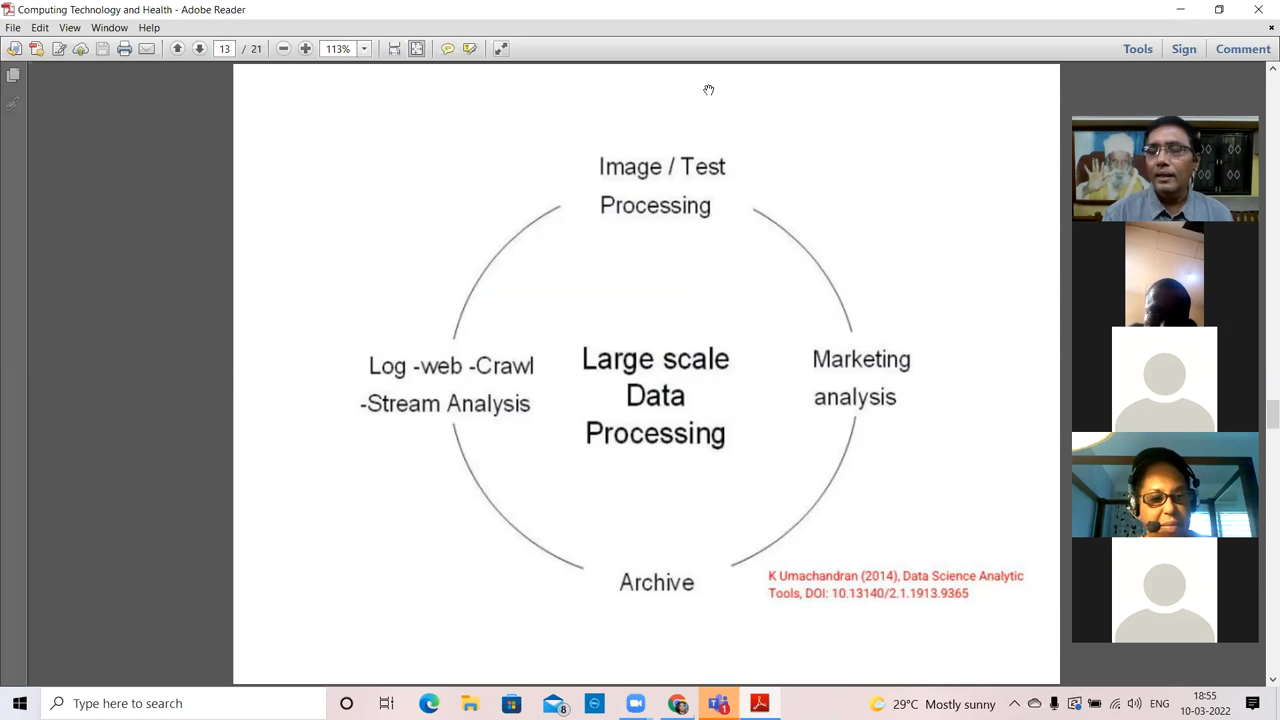 Computing Technology and Health - Adobe Reader
File Edit View Window Help
13 / 21 113% Tools Sign Comment
Image / Test
Processing
Log -web -Crawl
-Stream Analysis
Large scale
Data
Processing
Marketing
analysis
Archive
K Umachandran (2014), Data Science Analytic
Tools, DOI: 10.13140/2.1.1913.9365
Type here to search
8
1
29°C Mostly sunny
ENG
18:55
10-03-2022